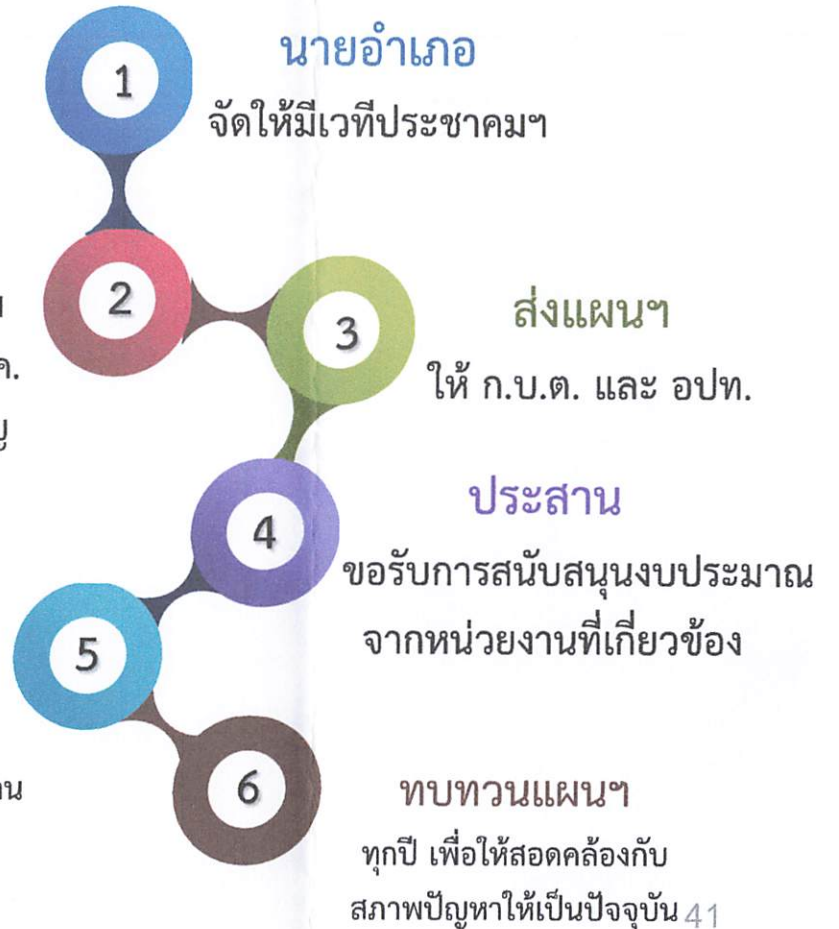 1
นายอำเภอ
จัดให้มีเวทีประชาคมฯ
2
ค.
3
ส่งแผนฯ
ให้ ก.บ.ต. และ อปท.
4
ประสาน
ขอรับการสนับสนุนงบประมาณ
จากหน่วยงานที่เกี่ยวข้อง
5
6
ทบทวนแผนฯ
ทุกปี เพื่อให้สอดคล้องกับ
สภาพปัญหาให้เป็นปัจจุบัน 41